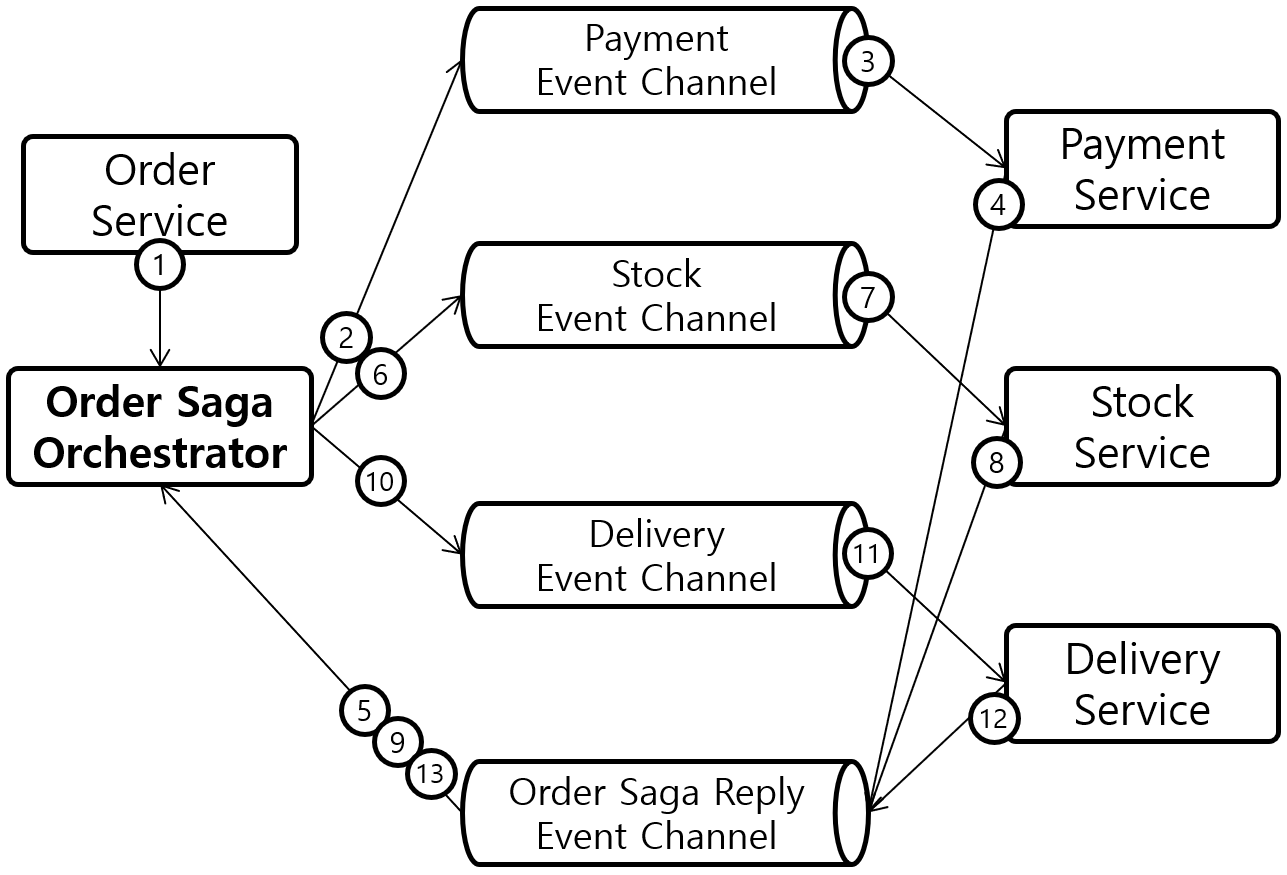 Payment
Event Channel
3
Order
Service
1
Payment
Service
4
Stock
Event Channel
7
2
6
Order Saga
Orchestrator
Stock
Service
8
10
Delivery
Event Channel
11
Delivery
Service
12
5
9
13
Order Saga Reply
Event Channel